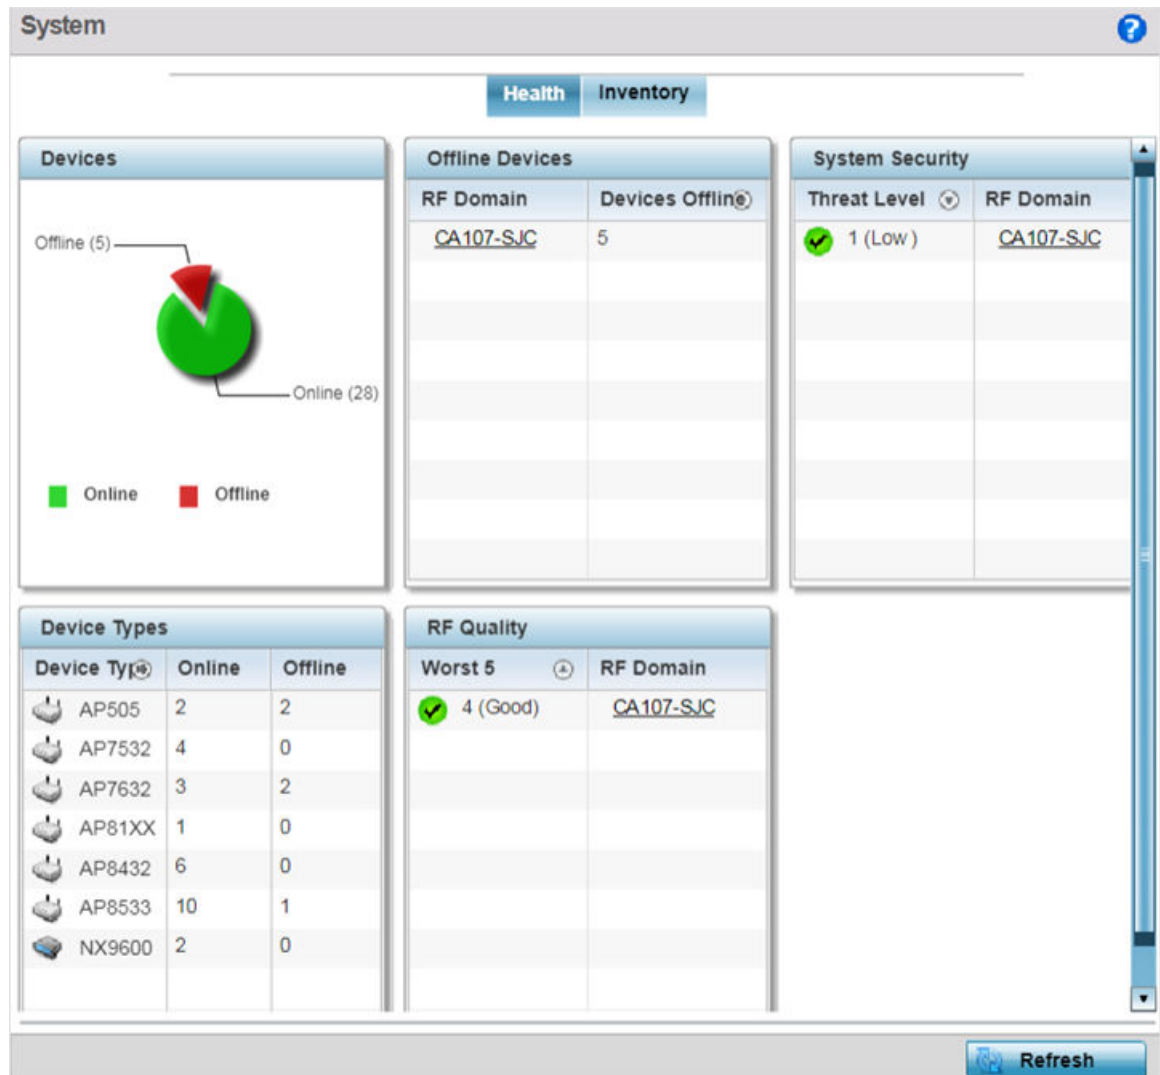 System
Health Inventory
Devices
Offline (5)
Online (28)
Online Offline
Offline Devices
RF Domain Devices Offline
CA107-SJC 5
System Security
Threat Level RF Domain
1 (Low) CA107-SJC
Device Types
Device Type Online Offline
AP505 2 2
AP7532 4 0
AP7632 3 2
AP81XX 1 0
AP8432 6 0
AP8533 10 1
NX9600 2 0
RF Quality
Worst 5 RF Domain
4 (Good) CA107-SJC
Refresh